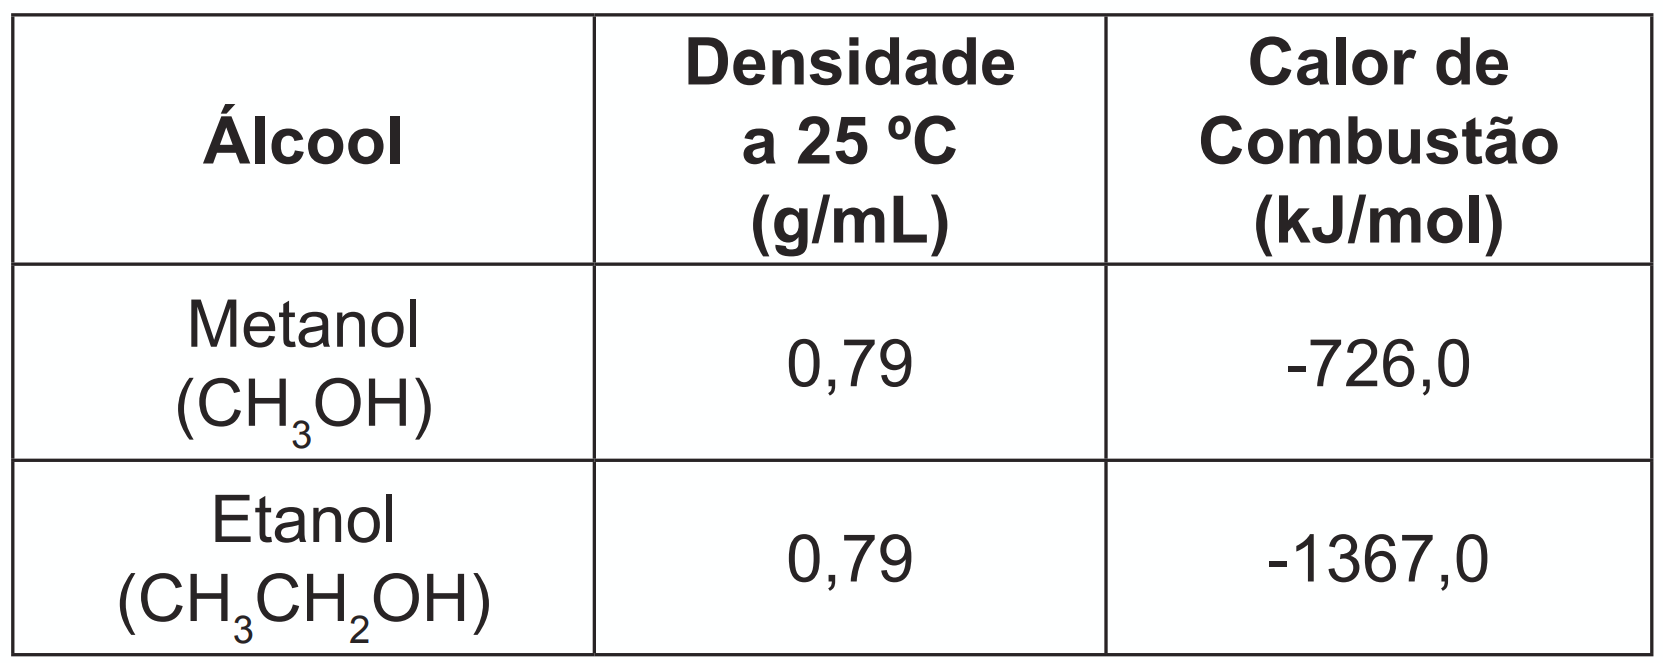 Álcool
Densidade
a 25 ºC
(g/mL)
Calor de
Combustão
(kJ/mol)
Metanol
(CH₃OH)
0,79
-726,0
Etanol
(CH₃CH₂OH)
0,79
-1367,0